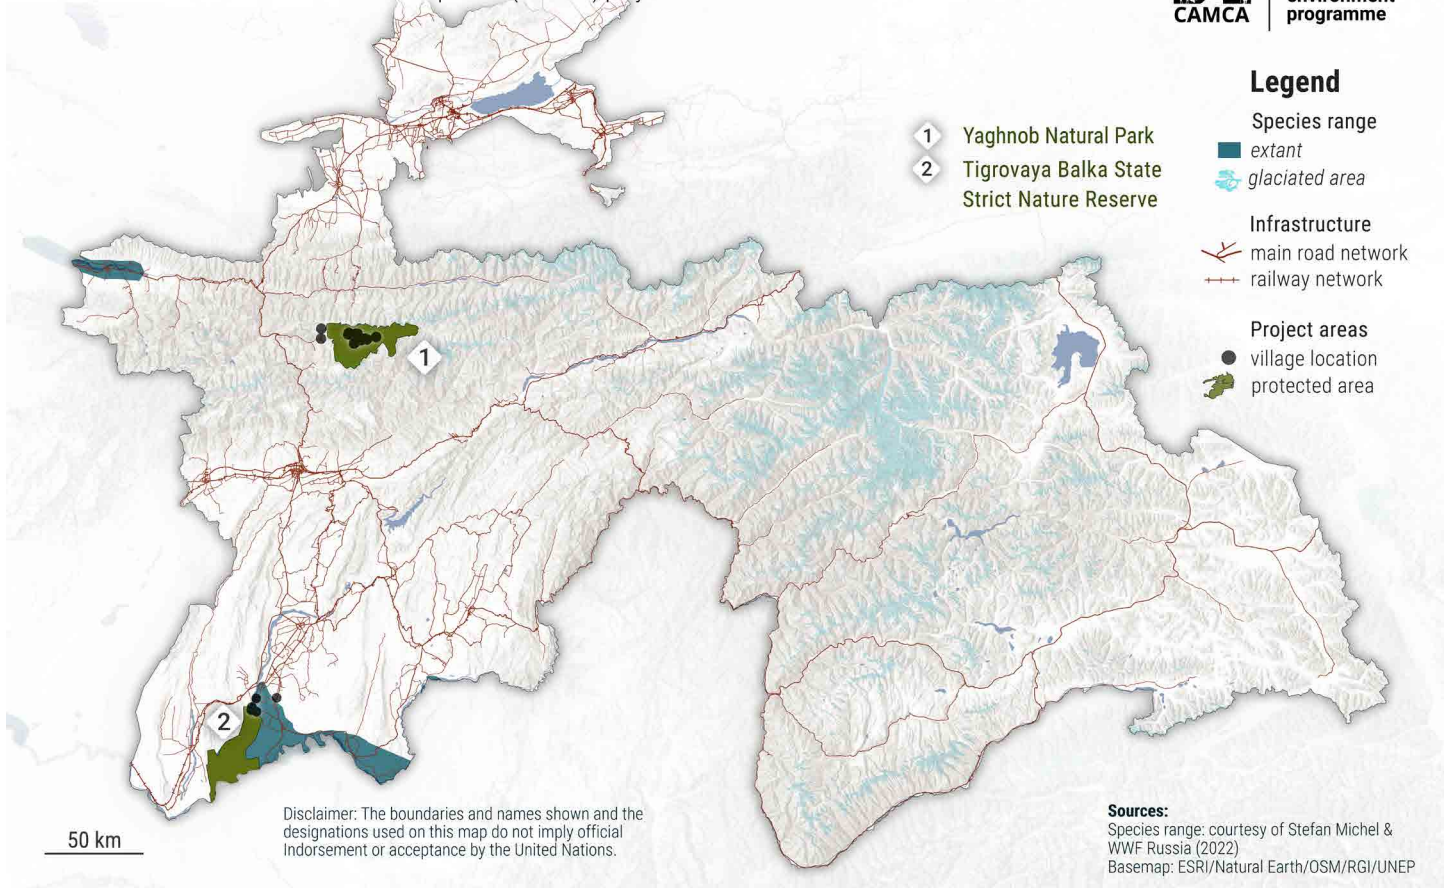 CAMCA
environment
programme
Legend
Species range
extant
glaciated area
Infrastructure
main road network
railway network
Project areas
village location
protected area
1 Yaghnob Natural Park
2 Tigrovaya Balka State
Strict Nature Reserve
1
2
50 km
Disclaimer: The boundaries and names shown and the
designations used on this map do not imply official
Indorsement or acceptance by the United Nations.
Sources:
Species range: courtesy of Stefan Michel &
WWF Russia (2022)
Basemap: ESRI/Natural Earth/OSM/RGI/UNEP